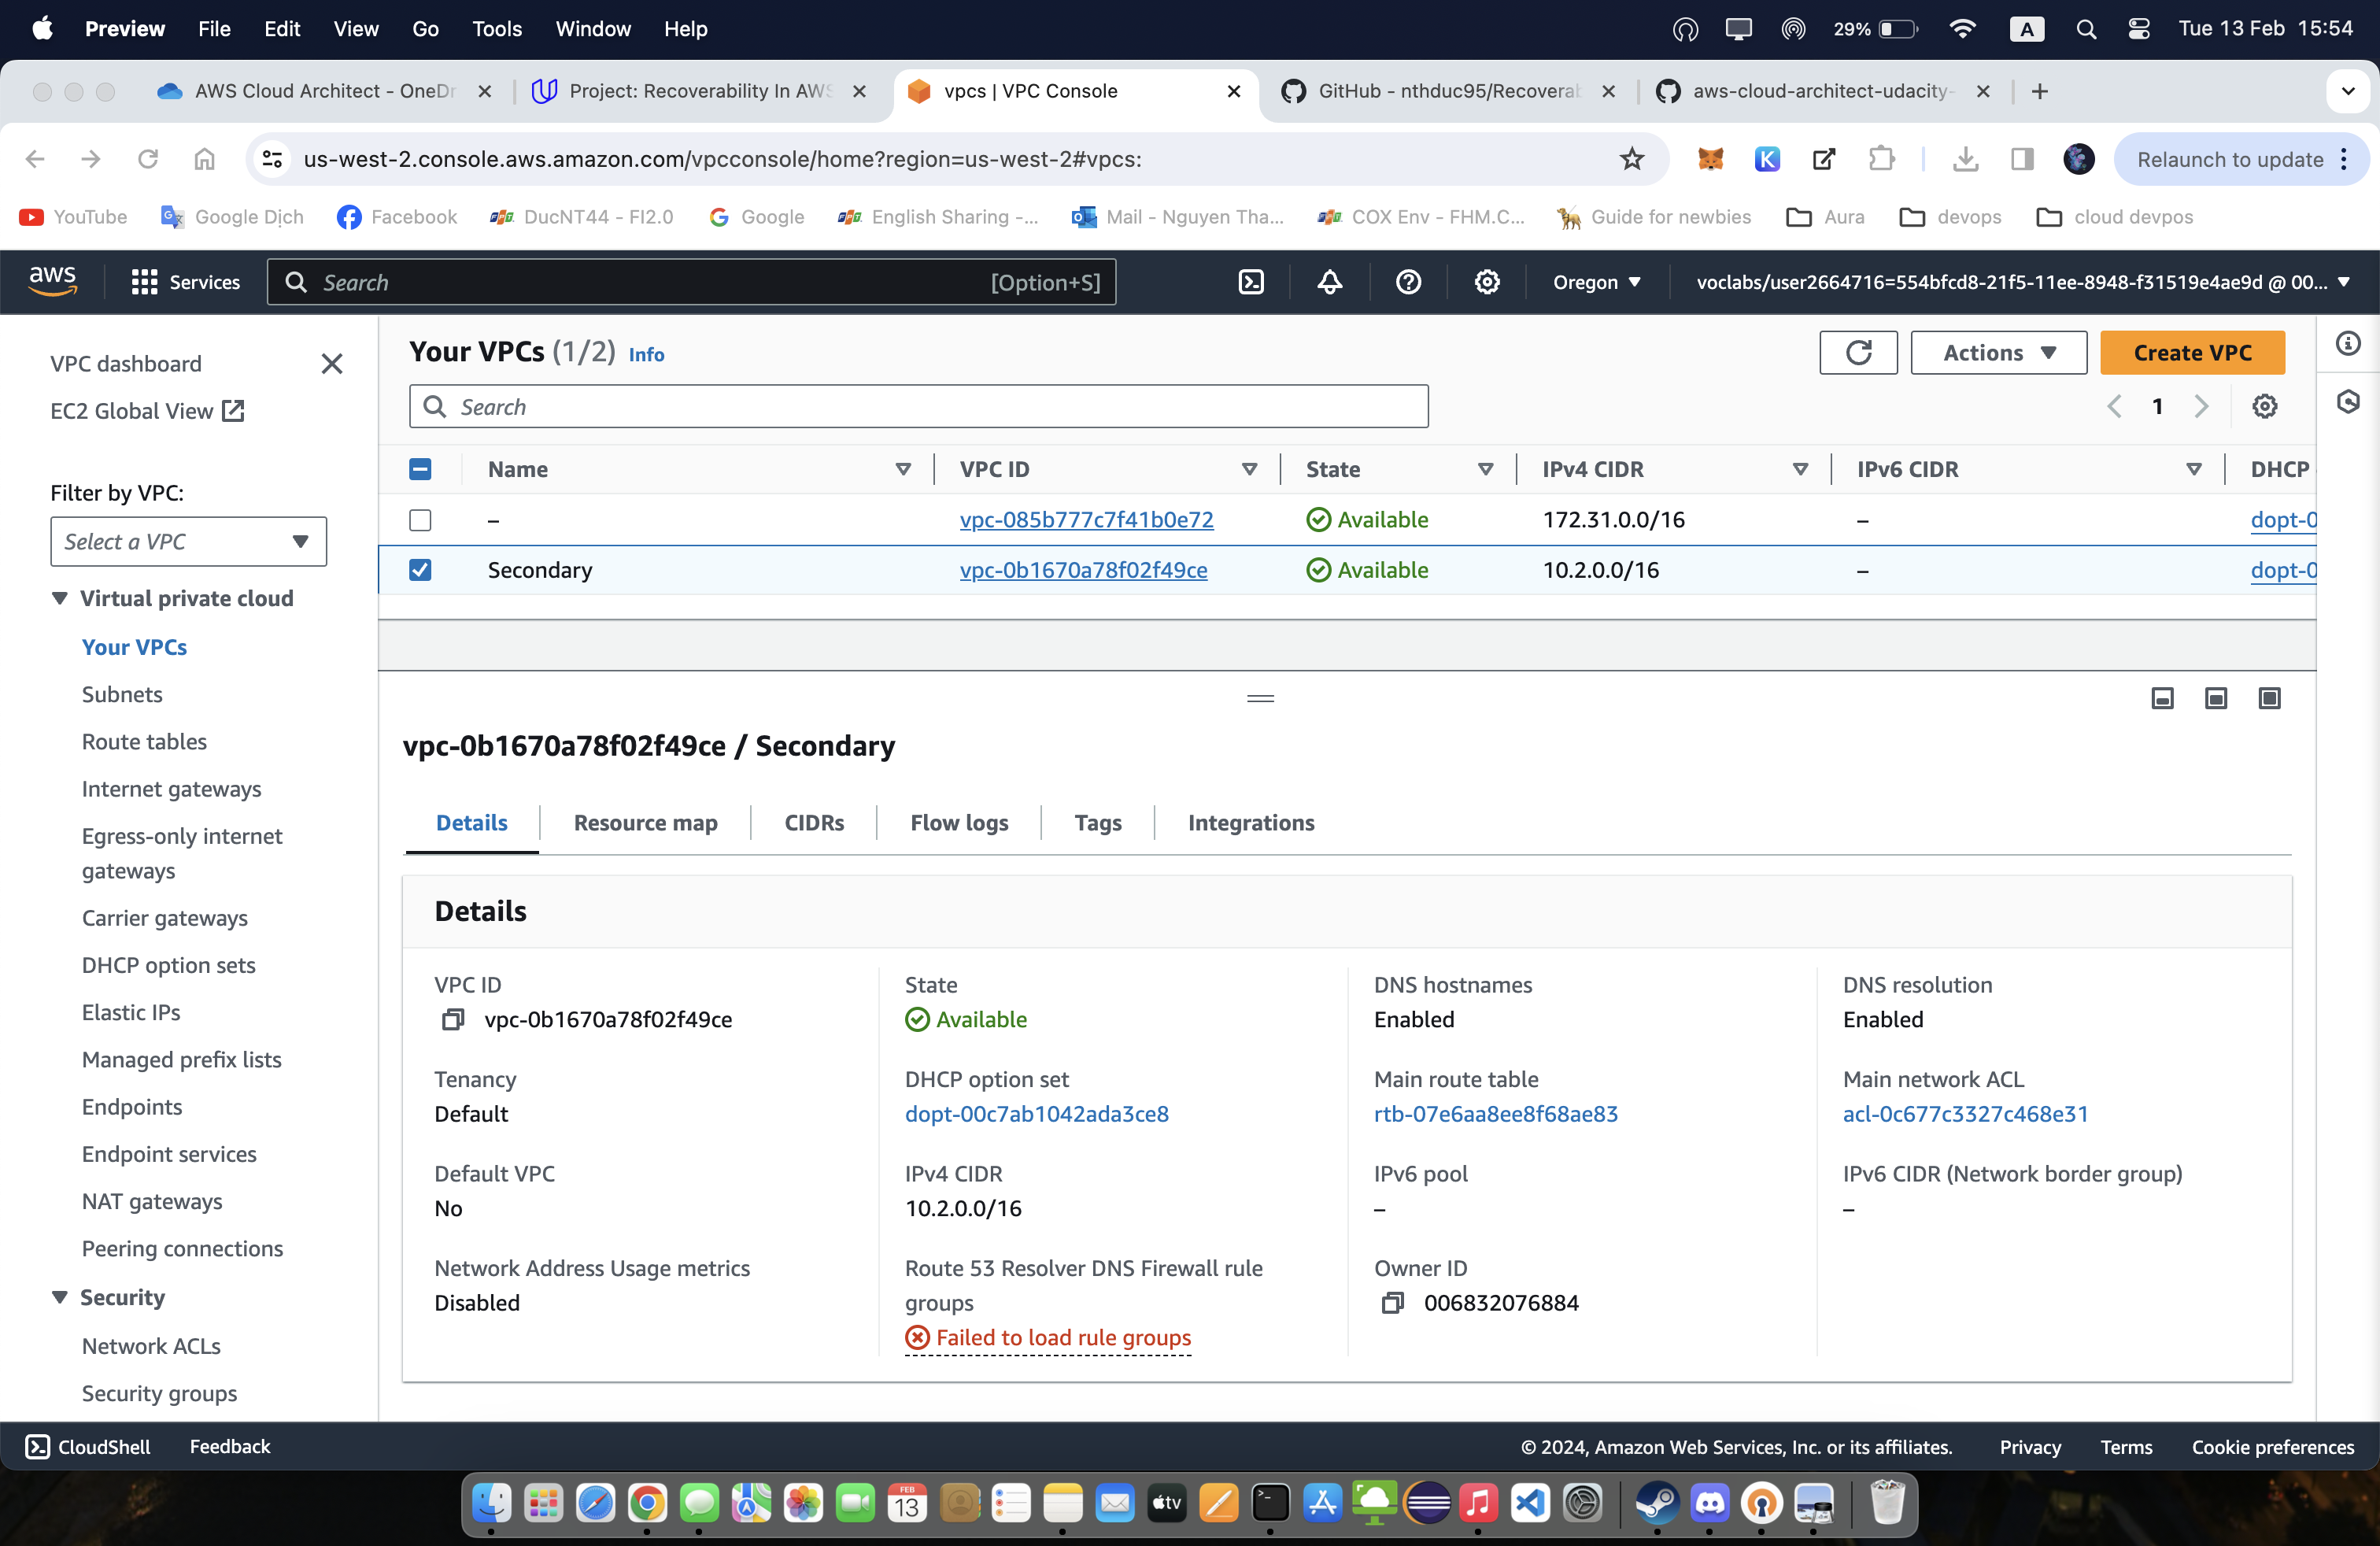 Preview File Edit View Go Tools Window Help 29% A Tue 13 Feb 15:54
AWS Cloud Architect - OneDr
Project: Recoverability In AWS
vpcs | VPC Console
GitHub - nthduc95/Recoverab
aws-cloud-architect-udacity-
us-west-2.console.aws.amazon.com/vpcconsole/home?region=us-west-2#vpcs:
K
Relaunch to update
YouTube
Google Dịch
Facebook
DucNT44 - FI2.0
Google
English Sharing -...
Mail - Nguyen Tha...
COX Env - FHM.C...
Guide for newbies
Aura
devops
cloud devpos
aws
Services
Search [Option+S]
Oregon
voclabs/user2664716=554bfcd8-21f5-11ee-8948-f31519e4ae9d @ 00...
VPC dashboard
EC2 Global View
Filter by VPC:
Select a VPC
Virtual private cloud
Your VPCs
Subnets
Route tables
Internet gateways
Egress-only internet
gateways
Carrier gateways
DHCP option sets
Elastic IPs
Managed prefix lists
Endpoints
Endpoint services
NAT gateways
Peering connections
Security
Network ACLs
Security groups
Your VPCs (1/2) Info
Actions
Create VPC
Search
1
Name VPC ID State IPv4 CIDR IPv6 CIDR DHCP
– vpc-085b777c7f41b0e72 Available 172.31.0.0/16 – dopt-0
Secondary vpc-0b1670a78f02f49ce Available 10.2.0.0/16 – dopt-0
vpc-0b1670a78f02f49ce / Secondary
Details Resource map CIDRs Flow logs Tags Integrations
Details
VPC ID
vpc-0b1670a78f02f49ce
State
Available
DNS hostnames
Enabled
DNS resolution
Enabled
Tenancy
Default
DHCP option set
dopt-00c7ab1042ada3ce8
Main route table
rtb-07e6aa8ee8f68ae83
Main network ACL
acl-0c677c3327c468e31
Default VPC
No
IPv4 CIDR
10.2.0.0/16
IPv6 pool
–
IPv6 CIDR (Network border group)
–
Network Address Usage metrics
Disabled
Route 53 Resolver DNS Firewall rule
groups
Failed to load rule groups
Owner ID
006832076884
CloudShell Feedback © 2024, Amazon Web Services, Inc. or its affiliates. Privacy Terms Cookie preferences
FEB
13
tv